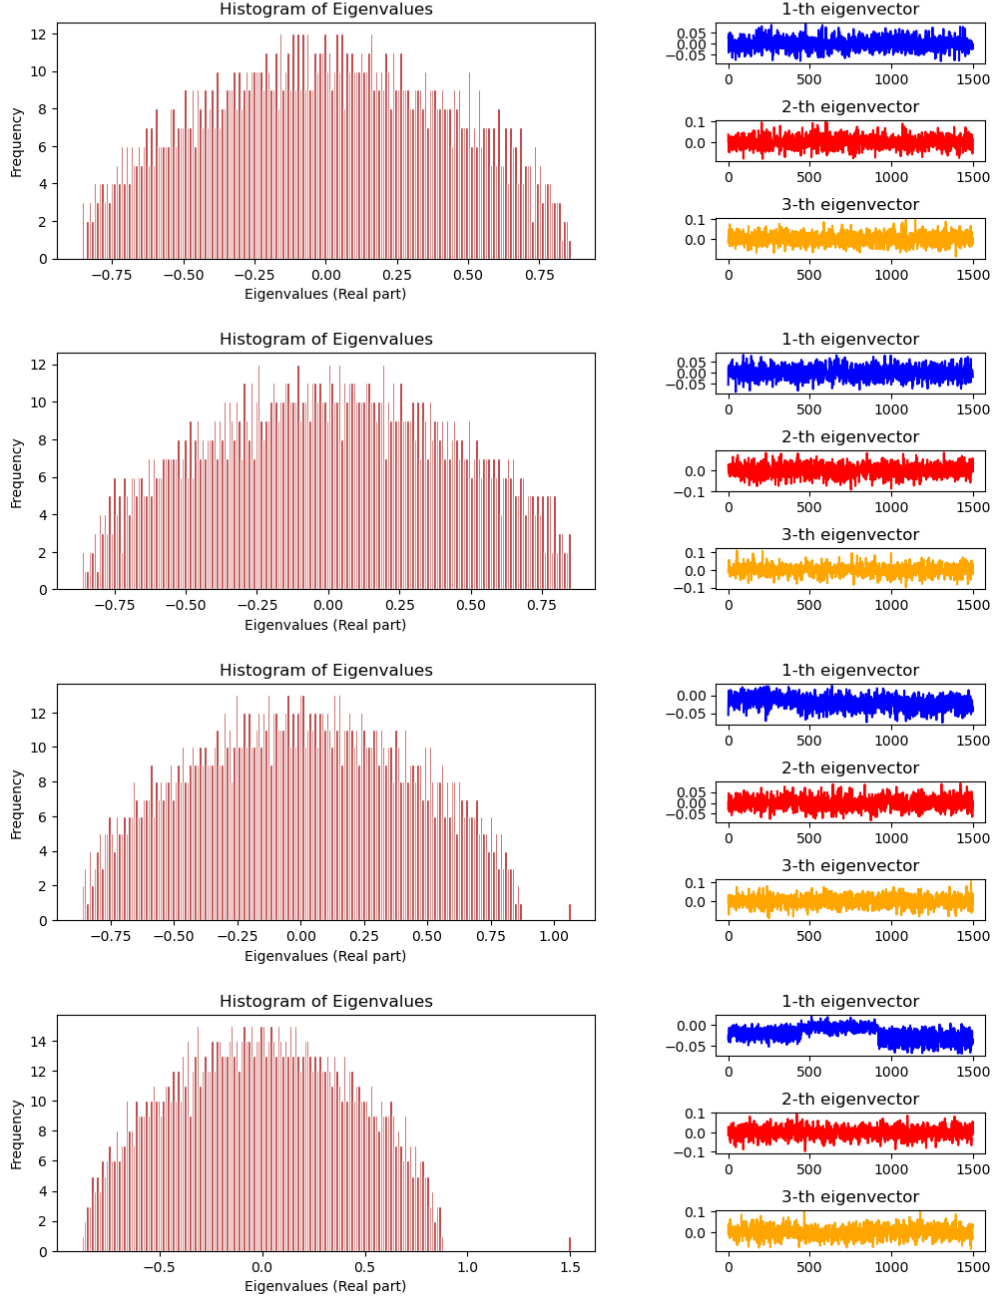 Histogram of Eigenvalues
12
10
8
6
4
2
0
Frequency
−0.75 −0.50 −0.25 0.00 0.25 0.50 0.75
Eigenvalues (Real part)
1-th eigenvector
0.05
0.00
−0.05
0 500 1000 1500
2-th eigenvector
0.1
0.0
0 500 1000 1500
3-th eigenvector
0.1
0.0
0 500 1000 1500
Histogram of Eigenvalues
12
10
8
6
4
2
0
Frequency
−0.75 −0.50 −0.25 0.00 0.25 0.50 0.75
Eigenvalues (Real part)
1-th eigenvector
0.05
0.00
−0.05
0 500 1000 1500
2-th eigenvector
0.0
−0.1
0 500 1000 1500
3-th eigenvector
0.1
0.0
−0.1
0 500 1000 1500
Histogram of Eigenvalues
12
10
8
6
4
2
0
Frequency
−0.75 −0.50 −0.25 0.00 0.25 0.50 0.75 1.00
Eigenvalues (Real part)
1-th eigenvector
0.00
−0.05
0 500 1000 1500
2-th eigenvector
0.05
0.00
−0.05
0 500 1000 1500
3-th eigenvector
0.1
0.0
0 500 1000 1500
Histogram of Eigenvalues
14
12
10
8
6
4
2
0
Frequency
−0.5 0.0 0.5 1.0 1.5
Eigenvalues (Real part)
1-th eigenvector
0.00
−0.05
0 500 1000 1500
2-th eigenvector
0.1
0.0
−0.1
0 500 1000 1500
3-th eigenvector
0.1
0.0
0 500 1000 1500